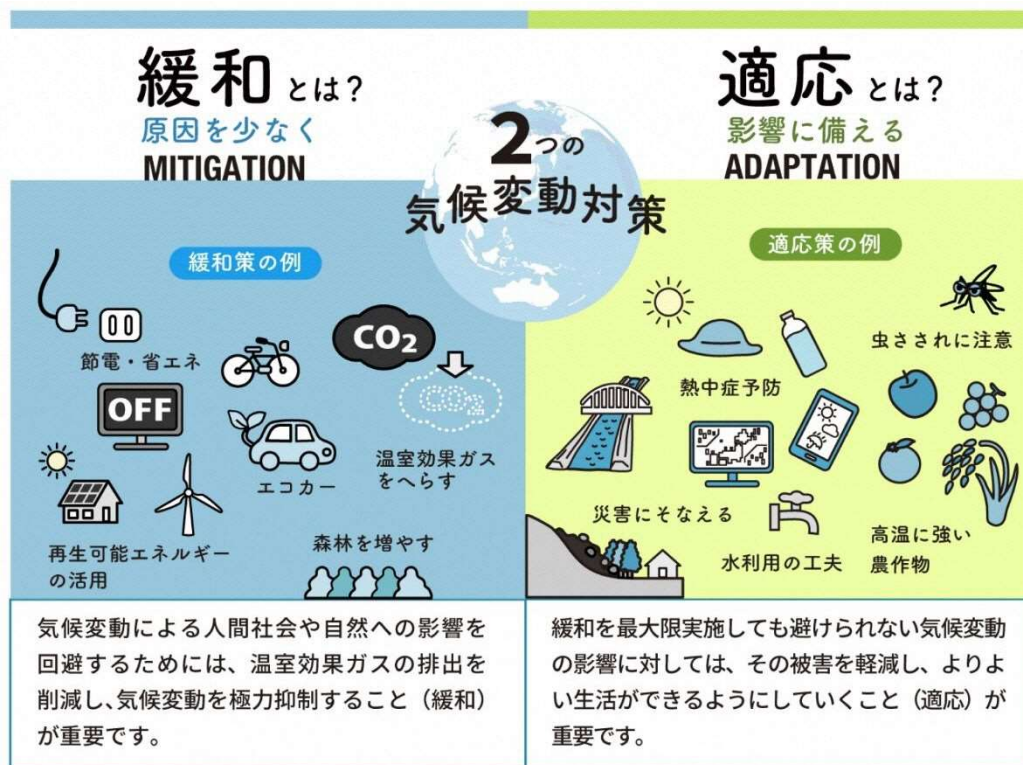 緩和とは?
原因を少なく
MITIGATION
2つの
気候変動対策
適応とは?
影響に備える
ADAPTATION
緩和策の例
節電・省エネ
OFF
CO₂
CO₂
エコカー
温室効果ガス
をへらす
再生可能エネルギー
の活用
森林を増やす
気候変動による人間社会や自然への影響を
回避するためには、温室効果ガスの排出を
削減し、気候変動を極力抑制すること(緩和)
が重要です。
適応策の例
虫さされに注意
熱中症予防
災害にそなえる
水利用の工夫
高温に強い
農作物
緩和を最大限実施しても避けられない気候変動
の影響に対しては、その被害を軽減し、よりよ
い生活ができるようにしていくこと(適応)が
重要です。